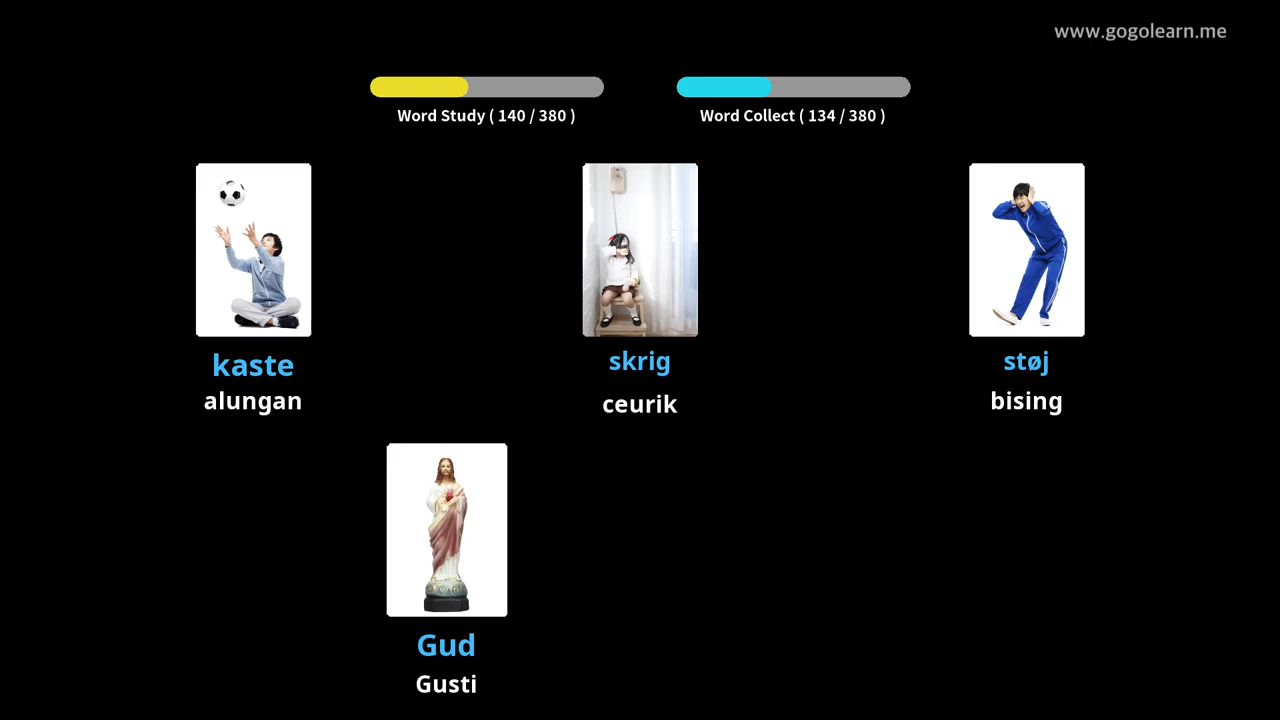 www.gogolearn.me
Word Study ( 140 / 380 )
Word Collect ( 134 / 380 )
kaste
alungan
skrig
ceurik
støj
bising
Gud
Gusti